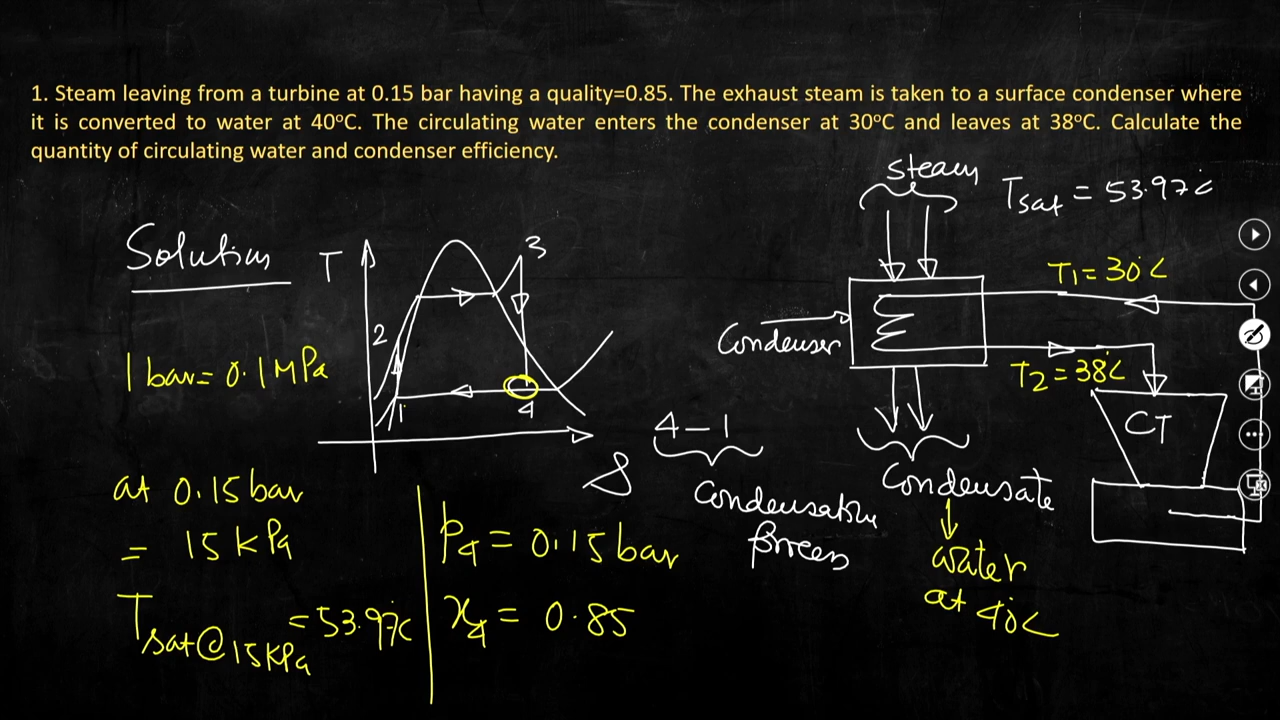 1. Steam leaving from a turbine at 0.15 bar having a quality=0.85. The exhaust steam is taken to a surface condenser where
it is converted to water at 40°C. The circulating water enters the condenser at 30°C and leaves at 38°C. Calculate the
quantity of circulating water and condenser efficiency.
Solution
1 bar = 0.1 MPa
at 0.15 bar
= 15 kPa
Tsat@15kPa = 53.97°C
T
3
2
1
4
S
P4 = 0.15 bar
x4 = 0.85
4-1
Condensation
process
steam
Tsat = 53.97°C
T1 = 30°C
Condenser
T2 = 38°C
CT
Condensate
water
at 40°C